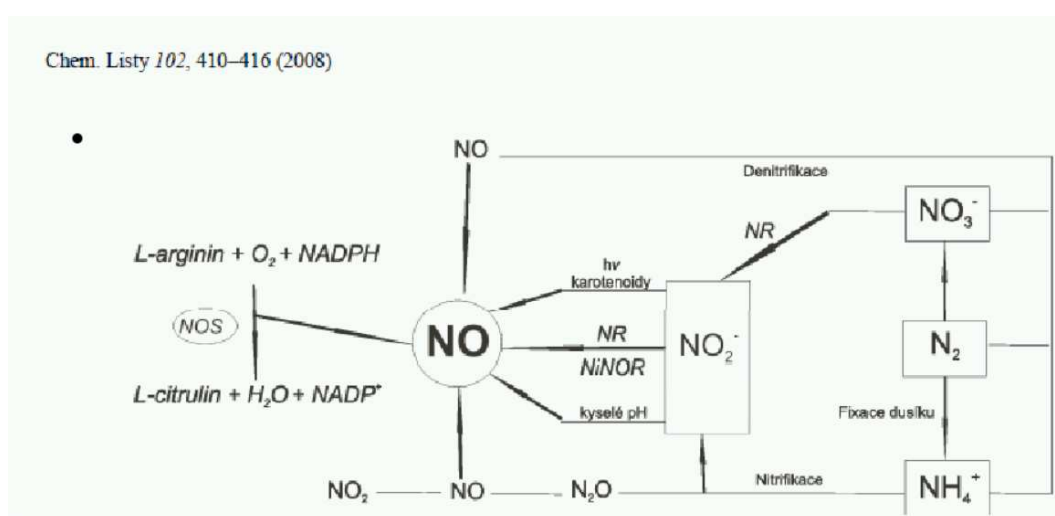 Chem. Listy 102, 410–416 (2008)
NO
Denitrifikace
NO₃⁻
NR
L-arginin + O₂ + NADPH
hv
karotenoidy
NOS
NO
NR
NiNOR
NO₂⁻
N₂
L-citrulin + H₂O + NADP⁺
kyselé pH
Fixace dusíku
NO₂
NO
N₂O
Nitrifikace
NH₄⁺